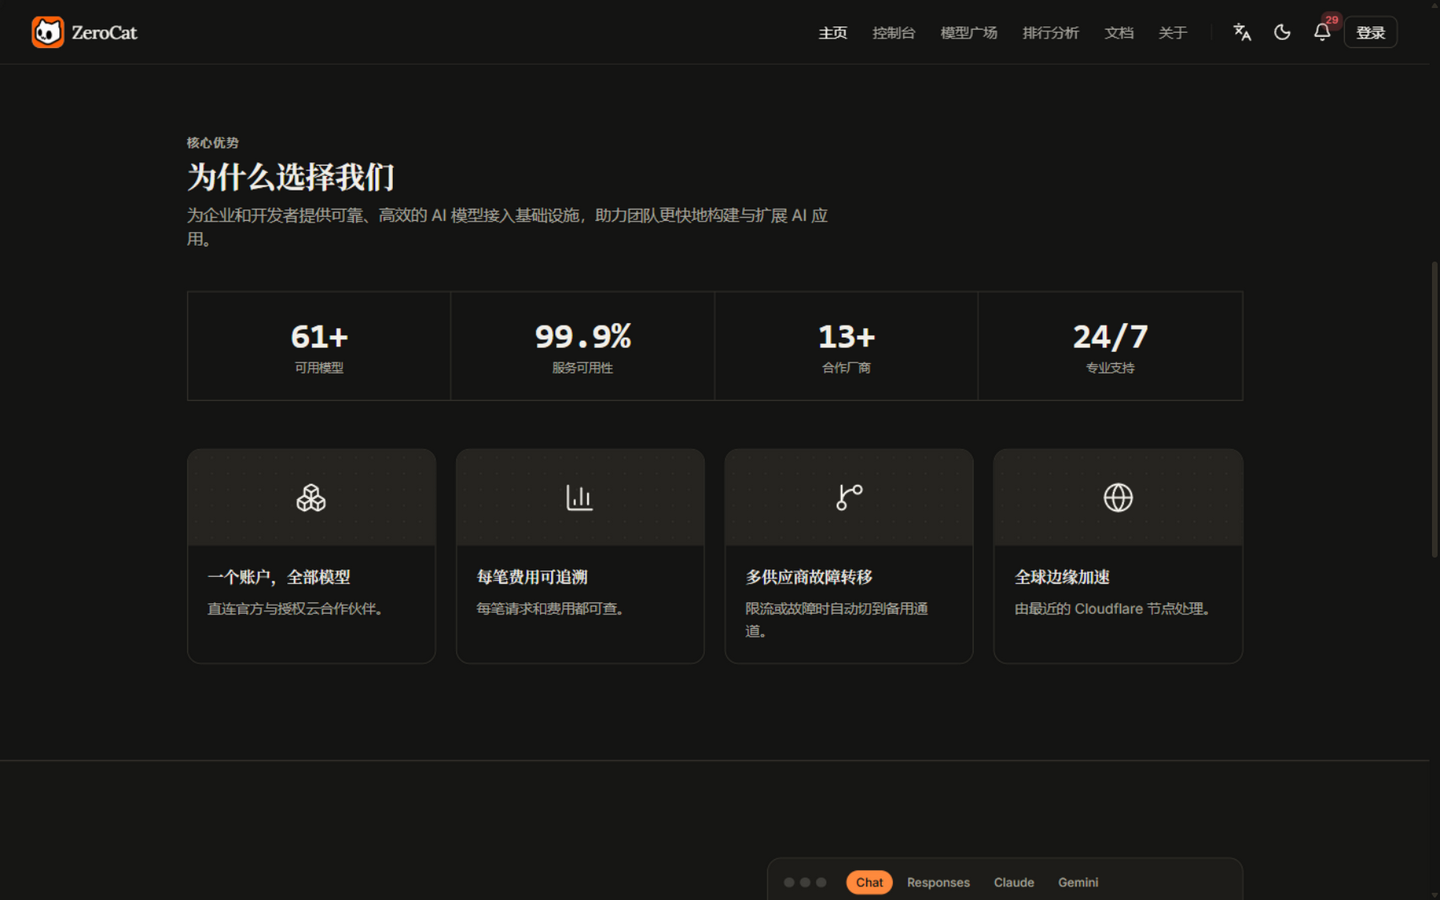 ZeroCat
主页 控制台 模型广场 排行分析 文档 关于 29 登录
核心优势
为什么选择我们
为企业和开发者提供可靠、高效的 AI 模型接入基础设施，助力团队更快地构建与扩展 AI 应
用。
61+ 99.9% 13+ 24/7
可用模型 服务可用性 合作厂商 专业支持
一个账户，全部模型
直连官方与授权云合作伙伴。
每笔费用可追溯
每笔请求和费用都可查。
多供应商故障转移
限流或故障时自动切到备用通
道。
全球边缘加速
由最近的 Cloudflare 节点处理。
Chat Responses Claude Gemini